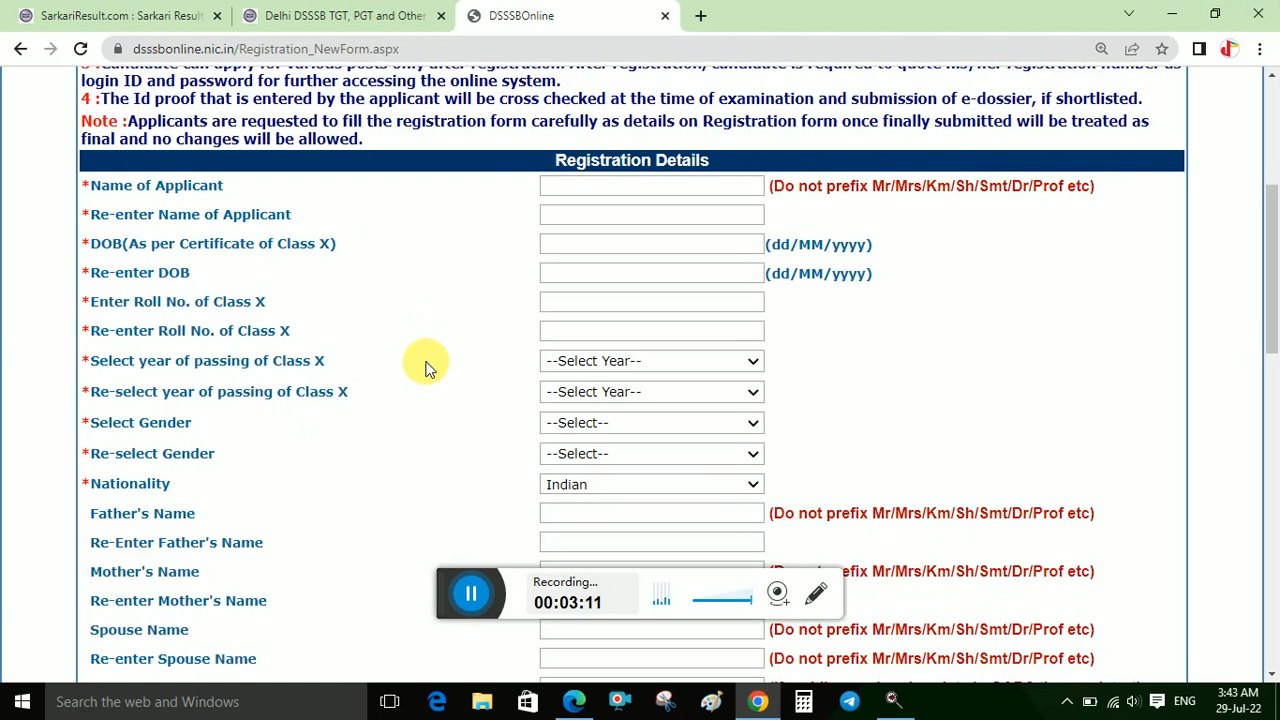 SarkariResult.com : Sarkari Result
Delhi DSSSB TGT, PGT and Other
DSSSBOnline
dsssbonline.nic.in/Registration_NewForm.aspx
login ID and password for further accessing the online system.
4 :The Id proof that is entered by the applicant will be cross checked at the time of examination and submission of e-dossier, if shortlisted.
Note :Applicants are requested to fill the registration form carefully as details on Registration form once finally submitted will be treated as
final and no changes will be allowed.
Registration Details
*Name of Applicant (Do not prefix Mr/Mrs/Km/Sh/Smt/Dr/Prof etc)
*Re-enter Name of Applicant
*DOB(As per Certificate of Class X) (dd/MM/yyyy)
*Re-enter DOB (dd/MM/yyyy)
*Enter Roll No. of Class X
*Re-enter Roll No. of Class X
*Select year of passing of Class X --Select Year--
*Re-select year of passing of Class X --Select Year--
*Select Gender --Select--
*Re-select Gender --Select--
*Nationality Indian
Father's Name (Do not prefix Mr/Mrs/Km/Sh/Smt/Dr/Prof etc)
Re-Enter Father's Name
Mother's Name prefix Mr/Mrs/Km/Sh/Smt/Dr/Prof etc)
Recording...
00:03:11
Re-enter Mother's Name
Spouse Name (Do not prefix Mr/Mrs/Km/Sh/Smt/Dr/Prof etc)
Re-enter Spouse Name (Do not prefix Mr/Mrs/Km/Sh/Smt/Dr/Prof etc)
Search the web and Windows
ENG
3:43 AM
29-Jul-22